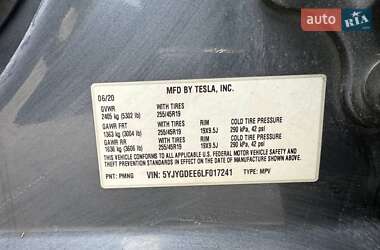 auto RIA
MFD BY TESLA, INC.
06/20
GVWR WITH TIRES
2405 kg (5302 lb) 255/45R19
GAWR FRT WITH TIRES RIM COLD TIRE PRESSURE
1363 kg (3004 lb) 255/45R19 19X9.5J 290 kPa, 42 psi
GAWR RR WITH TIRES RIM COLD TIRE PRESSURE
1636 kg (3608 lb) 255/45R19 19X9.5J 290 kPa, 42 psi
THIS VEHICLE CONFORMS TO ALL APPLICABLE U.S. FEDERAL MOTOR VEHICLE SAFETY AND
THEFT PREVENTION STANDARDS IN EFFECT ON THE DATE OF MANUFACTURE SHOWN ABOVE.
PNT: PMNG VIN: 5YJYGDEE6LF017241 TYPE: MPV